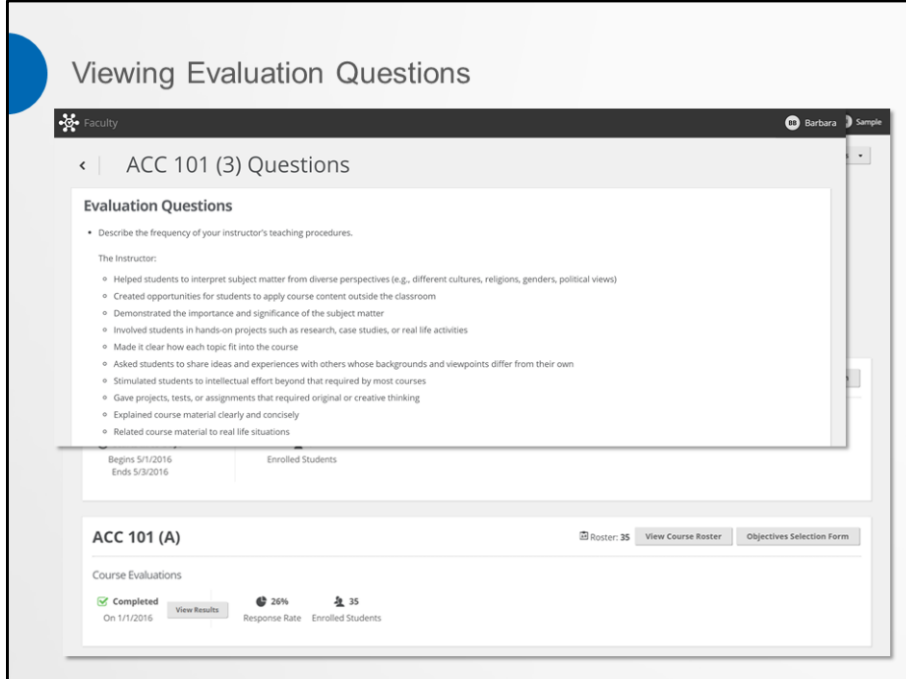 Viewing Evaluation Questions
Faculty
BB Barbara
Sample
ACC 101 (3) Questions
Evaluation Questions
Describe the frequency of your instructor's teaching procedures.
The Instructor:
Helped students to interpret subject matter from diverse perspectives (e.g., different cultures, religions, genders, political views)
Created opportunities for students to apply course content outside the classroom
Demonstrated the importance and significance of the subject matter
Involved students in hands-on projects such as research, case studies, or real life activities
Made it clear how each topic fit into the course
Asked students to share ideas and experiences with others whose backgrounds and viewpoints differ from their own
Stimulated students to intellectual effort beyond that required by most courses
Gave projects, tests, or assignments that required original or creative thinking
Explained course material clearly and concisely
Related course material to real life situations
Begins 5/1/2016
Enrolled Students
Ends 5/3/2016
ACC 101 (A)
Roster: 35
View Course Roster
Objectives Selection Form
Course Evaluations
Completed
View Results
26%
35
On 1/1/2016
Response Rate
Enrolled Students